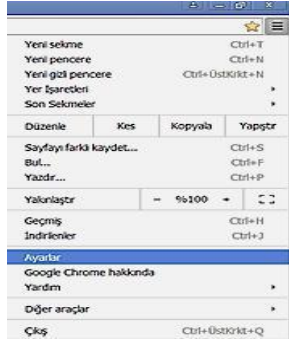 Yeni sekme Ctrl+T
Yeni pencere Ctrl+N
Yeni gizli pencere Ctrl+ÜstKrkt+N
Yer İşaretleri
Son Sekmeler
Düzenle Kes Kopyala Yapıştır
Sayfayı farklı kaydet... Ctrl+S
Bul... Ctrl+F
Yazdır... Ctrl+P
Yakınlaştır - %100 +
Geçmiş Ctrl+H
İndirilenler Ctrl+J
Ayarlar
Google Chrome hakkında
Yardım
Diğer araçlar
Çıkış Ctrl+ÜstKrkt+Q